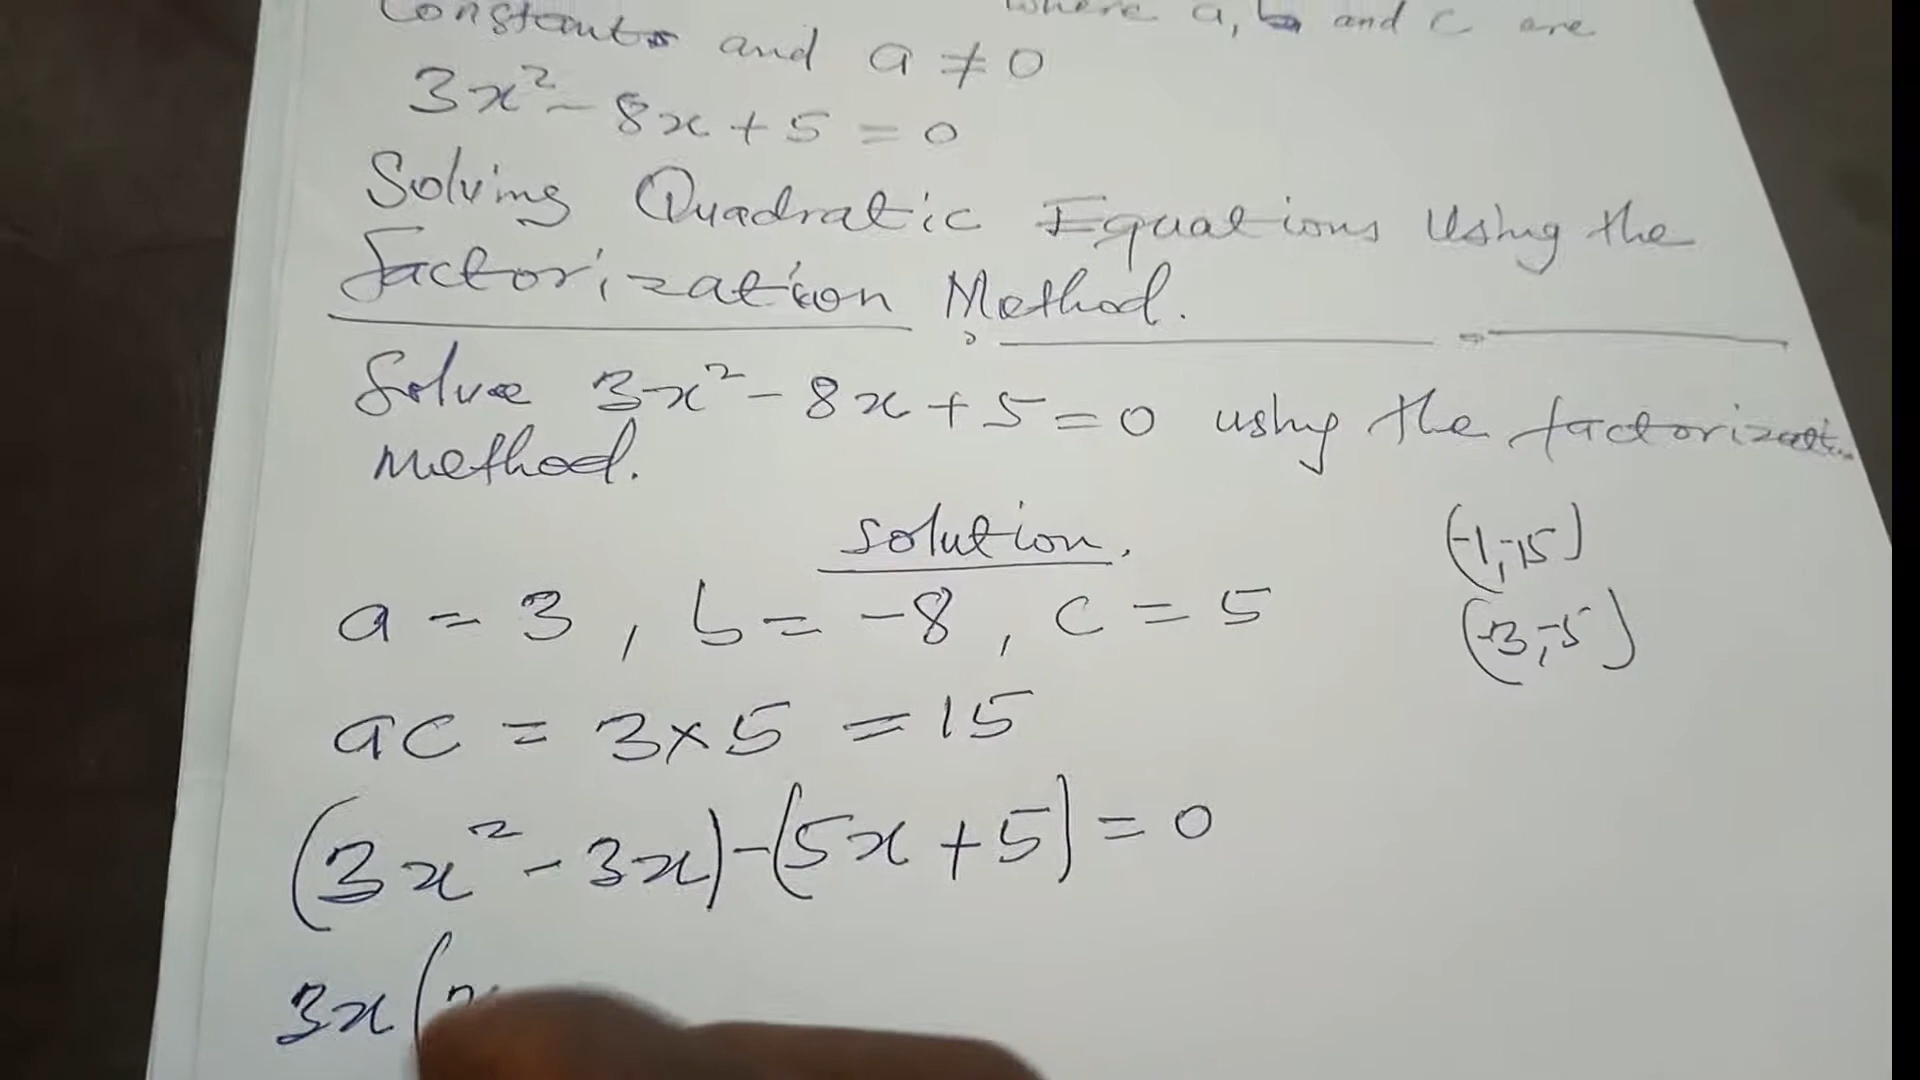 Constants and a ≠ 0 where a, b and c are
3x² - 8x + 5 = 0
Solving Quadratic Equations Using the
Factorization Method.
Solve 3x² - 8x + 5 = 0 using the factorizat..
method.
solution.
a = 3, b = -8, c = 5
(-1,-15)
(-3,-5)
ac = 3×5 = 15
(3x² - 3x) - (5x + 5) = 0
3x(x